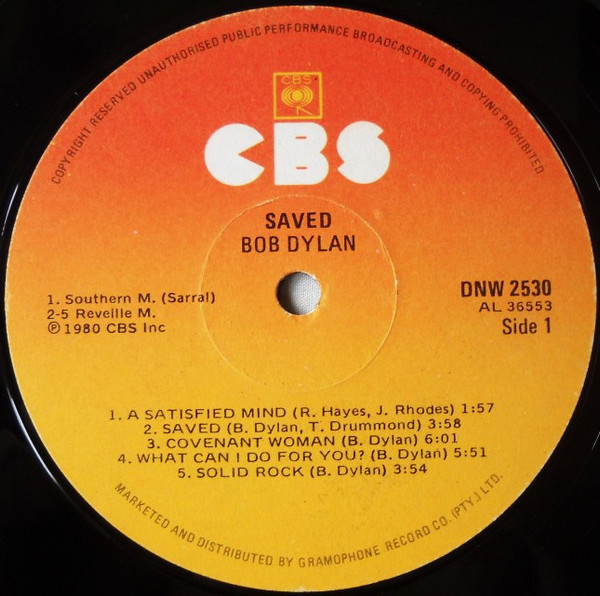 COPYRIGHT RESERVED UNAUTHORISED PUBLIC PERFORMANCE BROADCASTING AND COPYING PROHIBITED
CBS
CBS
SAVED
BOB DYLAN
1. Southern M. (Sarral)
2-5 Reveille M.
℗ 1980 CBS Inc
DNW 2530
AL 36553
Side 1
1. A SATISFIED MIND (R. Hayes, J. Rhodes) 1:57
2. SAVED (B. Dylan, T. Drummond) 3:58
3. COVENANT WOMAN (B. Dylan) 6:01
4. WHAT CAN I DO FOR YOU? (B. Dylan) 5:51
5. SOLID ROCK (B. Dylan) 3:54
MARKETED AND DISTRIBUTED BY GRAMOPHONE RECORD CO. (PTY.) LTD.